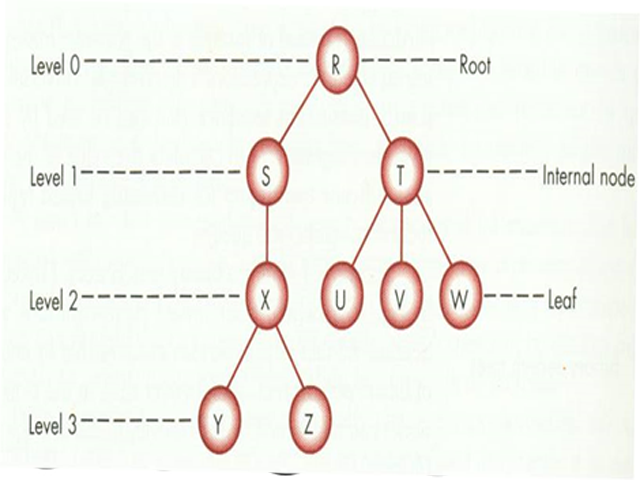 Level 0 R Root
Level 1 S T Internal node
Level 2 X U V W Leaf
Level 3 Y Z